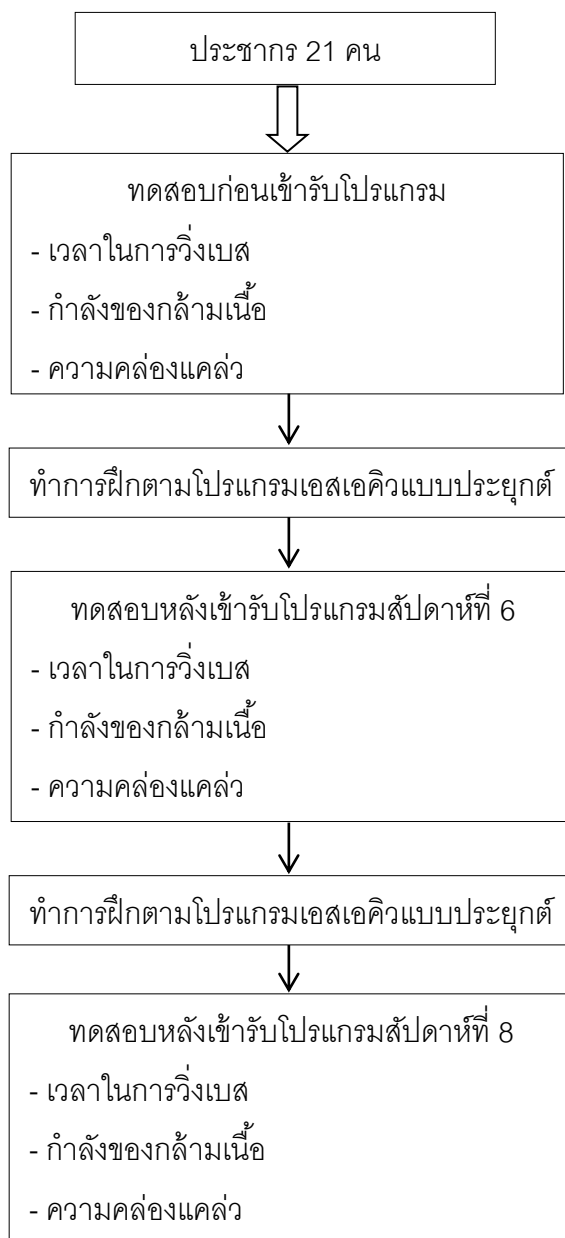 ประชากร 21 คน
ทดสอบก่อนเข้ารับโปรแกรม
- เวลาในการวิ่งเบส
- กำลังของกล้ามเนื้อ
- ความคล่องแคล่ว
ทำการฝึกตามโปรแกรมเอสเอคิวแบบประยุกต์
ทดสอบหลังเข้ารับโปรแกรมสัปดาห์ที่ 6
- เวลาในการวิ่งเบส
- กำลังของกล้ามเนื้อ
- ความคล่องแคล่ว
ทำการฝึกตามโปรแกรมเอสเอคิวแบบประยุกต์
ทดสอบหลังเข้ารับโปรแกรมสัปดาห์ที่ 8
- เวลาในการวิ่งเบส
- กำลังของกล้ามเนื้อ
- ความคล่องแคล่ว